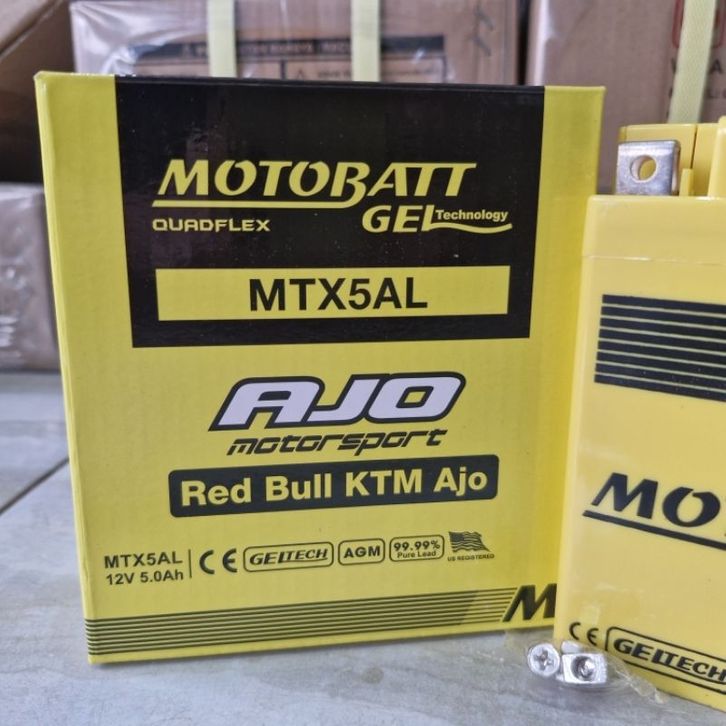 MOTOBATT
QUADFLEX
GEL Technology
MTX5AL
AJO
motorsport
Red Bull KTM Ajo
MTX5AL
12V 5.0Ah
CE
GELTECH
AGM
99.99%
Pure Lead
US REGISTERED
M
MO
CE
GELTECH